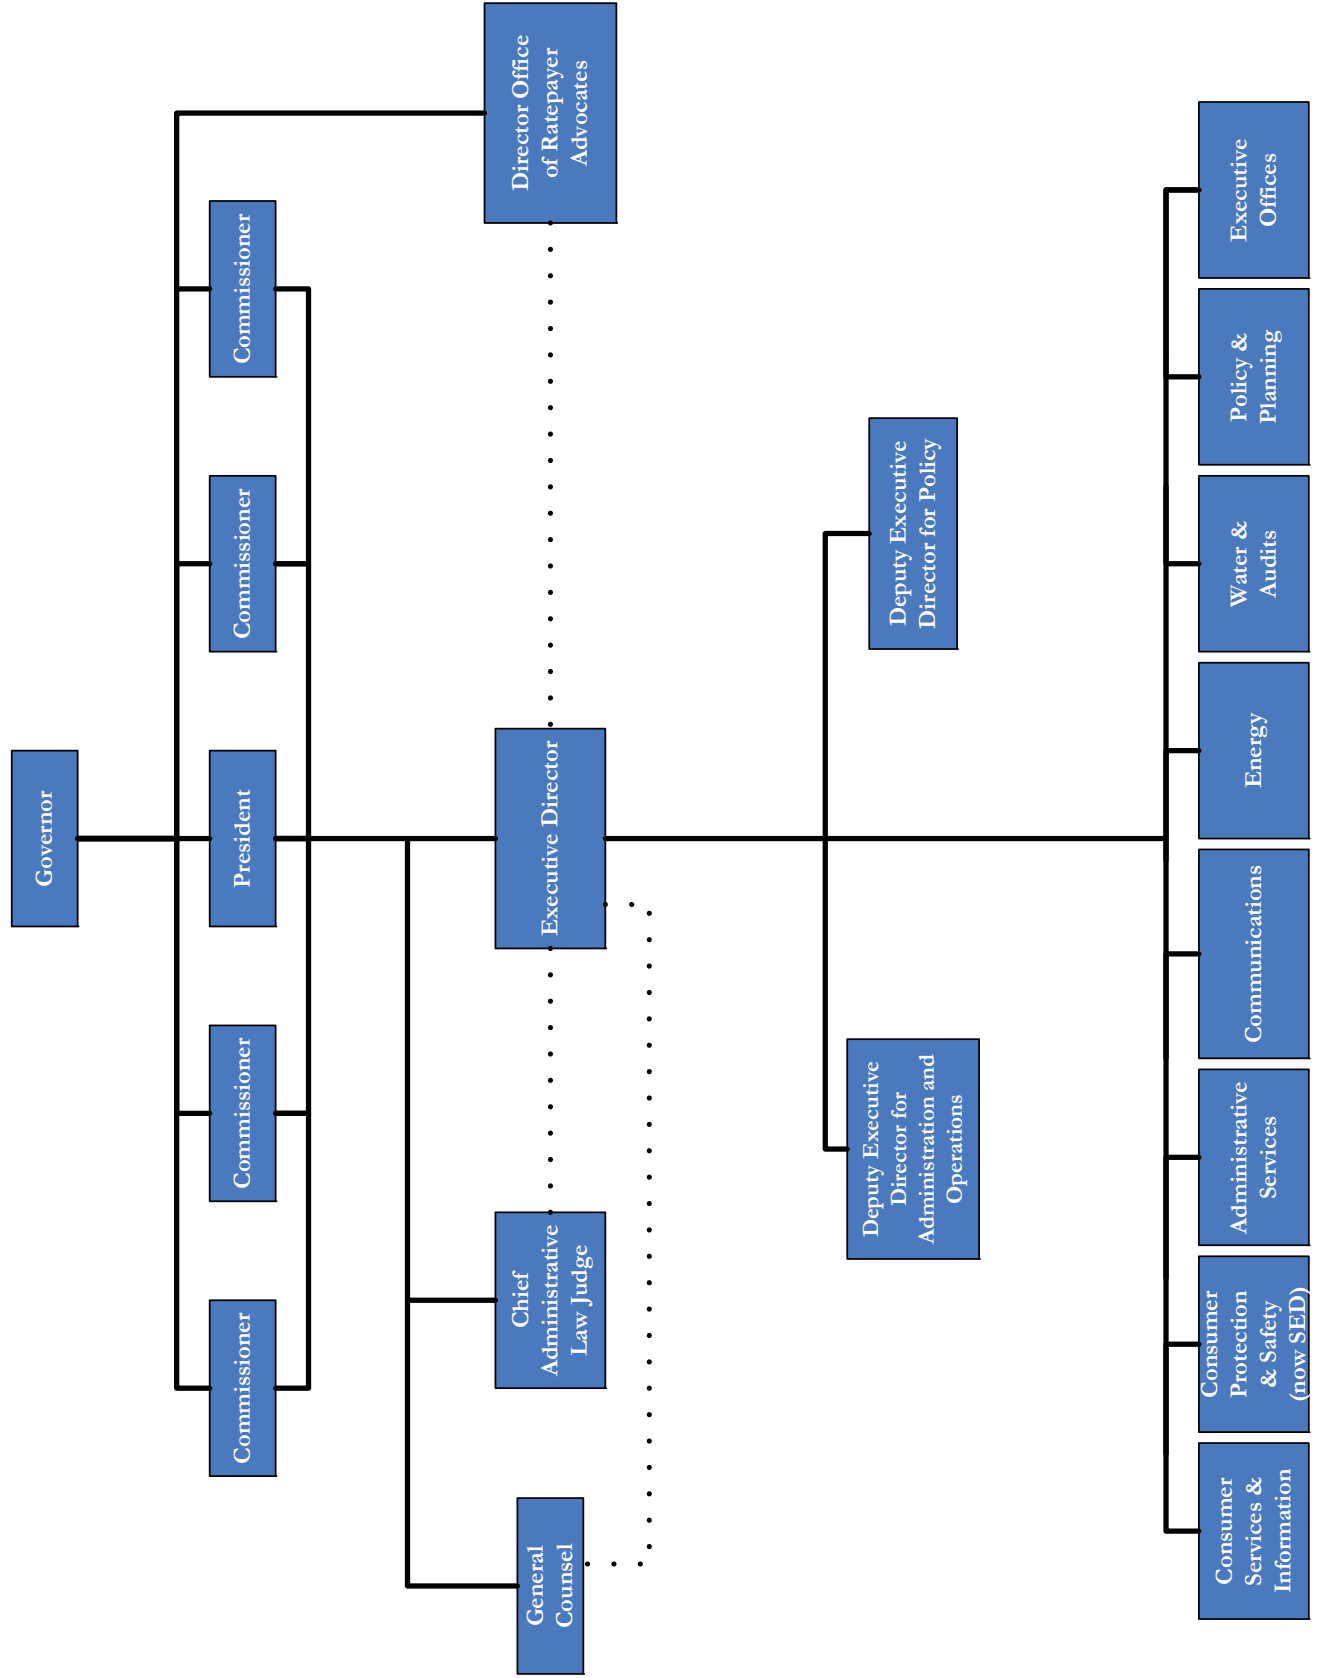 Governor
Commissioner
Commissioner
President
Commissioner
Commissioner
General
Counsel
Chief
Administrative
Law Judge
Executive Director
Director Office
of Ratepayer
Advocates
Deputy Executive
Director for
Administration and
Operations
Deputy Executive
Director for Policy
Consumer
Services &
Information
Consumer
Protection
& Safety
(now SED)
Administrative
Services
Communications
Energy
Water &
Audits
Policy &
Planning
Executive
Offices